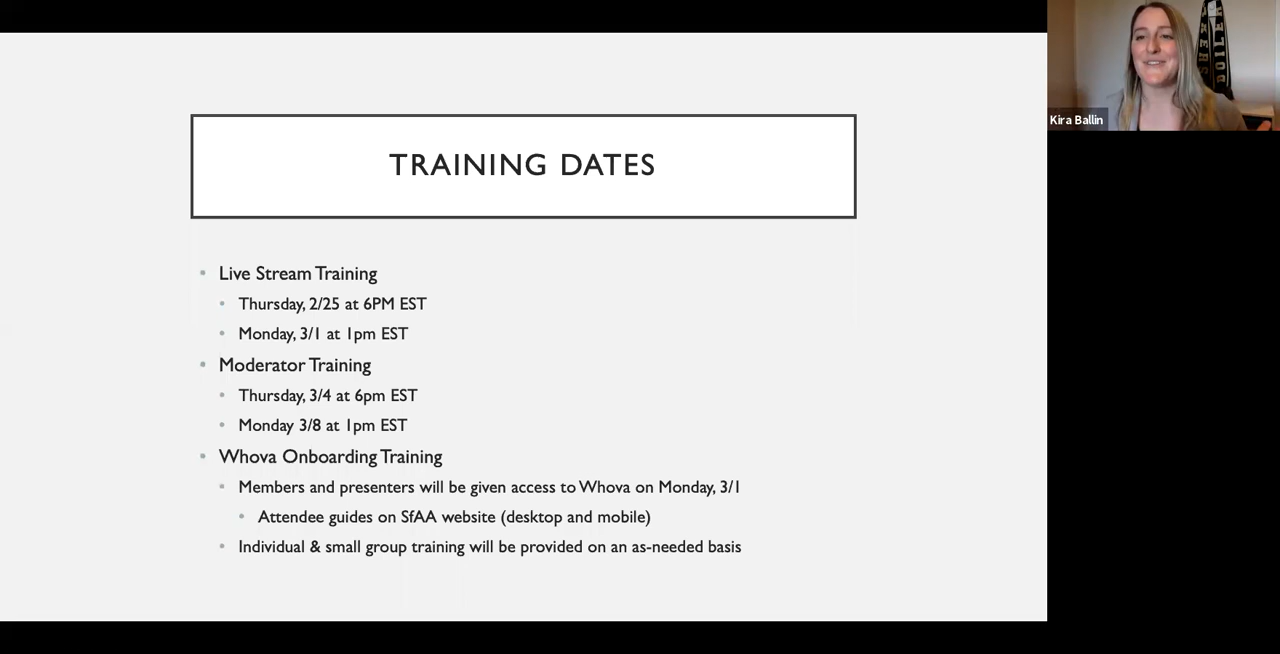 TRAINING DATES
• Live Stream Training
• Thursday, 2/25 at 6PM EST
• Monday, 3/1 at 1pm EST
• Moderator Training
• Thursday, 3/4 at 6pm EST
• Monday 3/8 at 1pm EST
• Whova Onboarding Training
• Members and presenters will be given access to Whova on Monday, 3/1
• Attendee guides on SfAA website (desktop and mobile)
• Individual & small group training will be provided on an as-needed basis
Kira Ballin